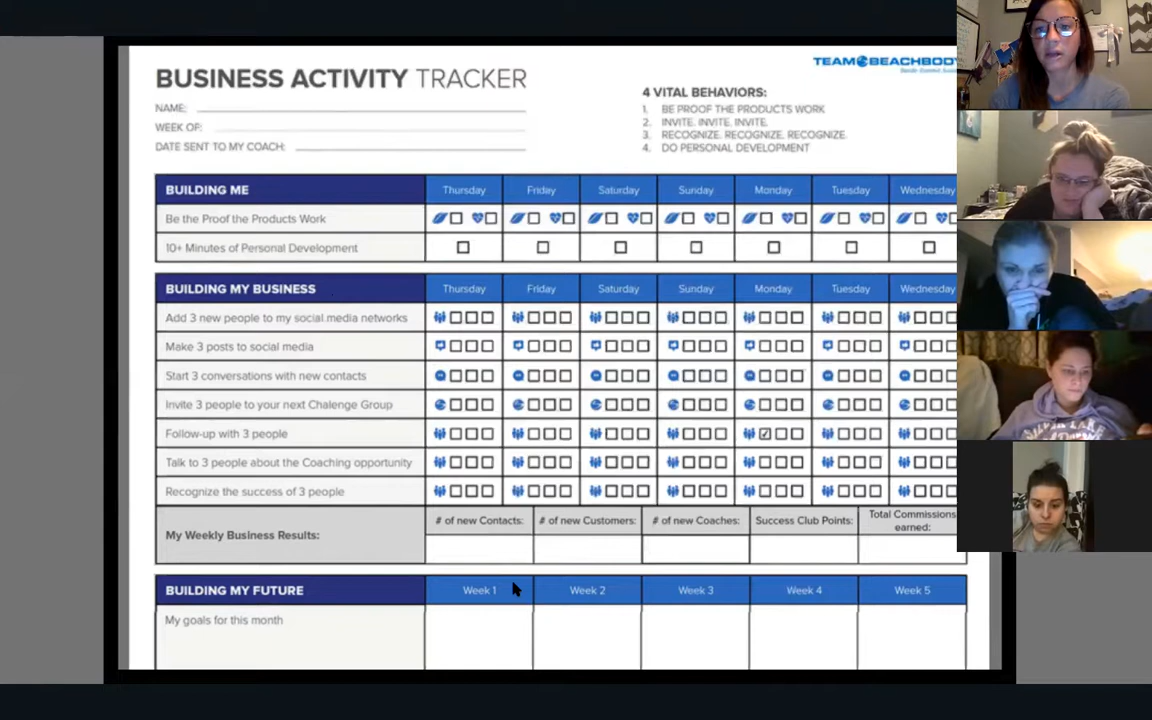 BUSINESS ACTIVITY TRACKER
TEAM BEACHBODY
NAME:
WEEK OF:
DATE SENT TO MY COACH:
4 VITAL BEHAVIORS:
1. BE PROOF THE PRODUCTS WORK
2. INVITE. INVITE. INVITE.
3. RECOGNIZE. RECOGNIZE. RECOGNIZE.
4. DO PERSONAL DEVELOPMENT
BUILDING ME Thursday Friday Saturday Sunday Monday Tuesday Wednesday
Be the Proof the Products Work
10+ Minutes of Personal Development
BUILDING MY BUSINESS Thursday Friday Saturday Sunday Monday Tuesday Wednesday
Add 3 new people to my social media networks
Make 3 posts to social media
Start 3 conversations with new contacts
Invite 3 people to your next Chalenge Group
Follow-up with 3 people
Talk to 3 people about the Coaching opportunity
Recognize the success of 3 people
My Weekly Business Results: # of new Contacts: # of new Customers: # of new Coaches: Success Club Points: Total Commissions
earned:
BUILDING MY FUTURE Week 1 Week 2 Week 3 Week 4 Week 5
My goals for this month